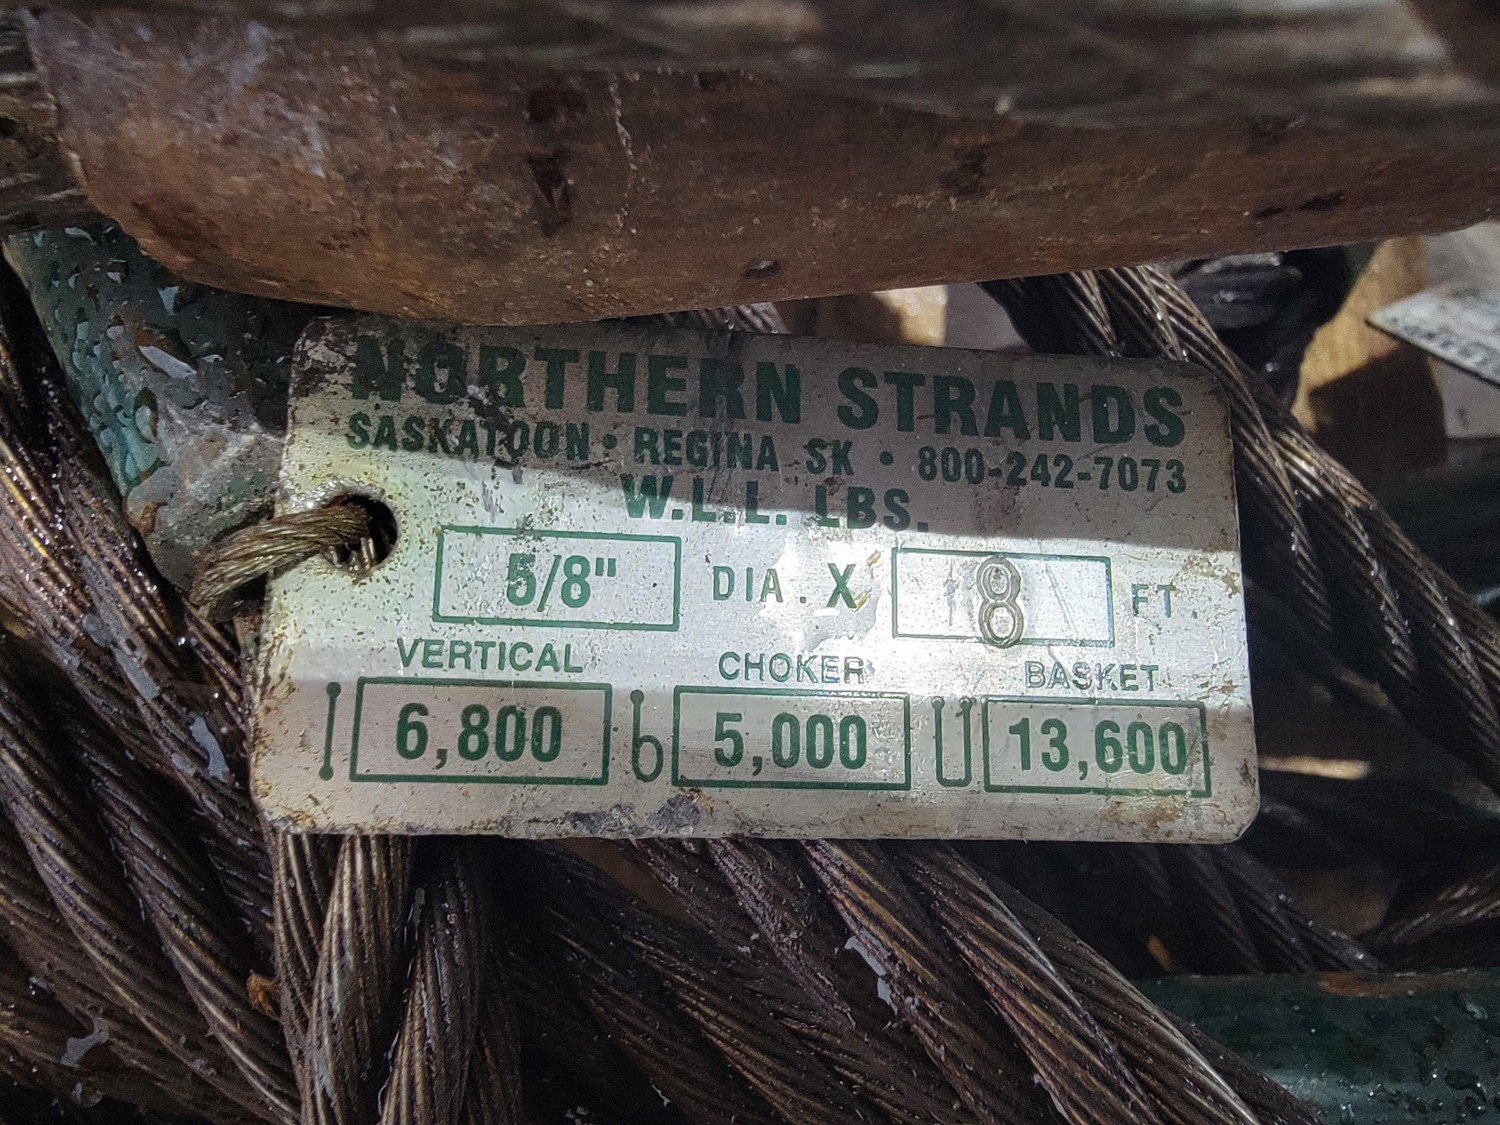 NORTHERN STRANDS
SASKATOON • REGINA SK • 800-242-7073
W.L.L. LBS.
5/8" DIA. X 8 FT.
VERTICAL CHOKER BASKET
6,800 5,000 13,600